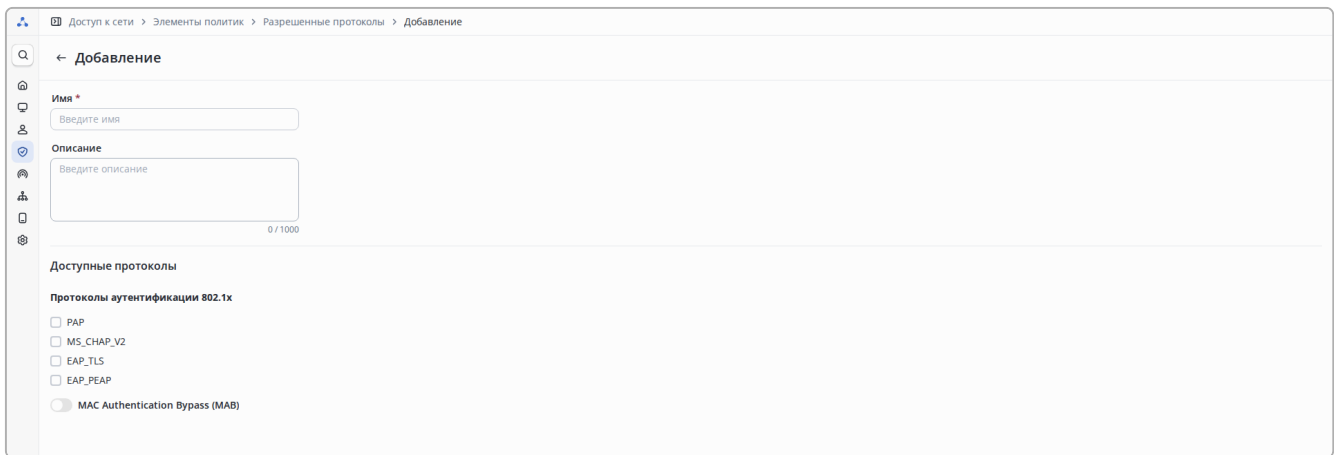 Доступ к сети > Элементы политик > Разрешенные протоколы > Добавление
← Добавление
Имя *
Введите имя
Описание
Введите описание
0 / 1000
Доступные протоколы
Протоколы аутентификации 802.1x
PAP
MS_CHAP_V2
EAP_TLS
EAP_PEAP
MAC Authentication Bypass (MAB)